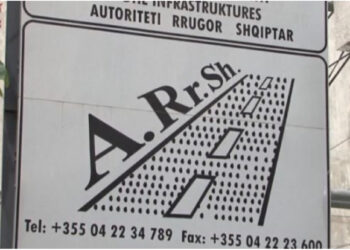 INFRASTRUKTURES
AUTORITETI RRUGOR SHQIPTAR
A.Rr.Sh.
Tel: +355 04 22 34 789 Fax: +355 04 22 23 600